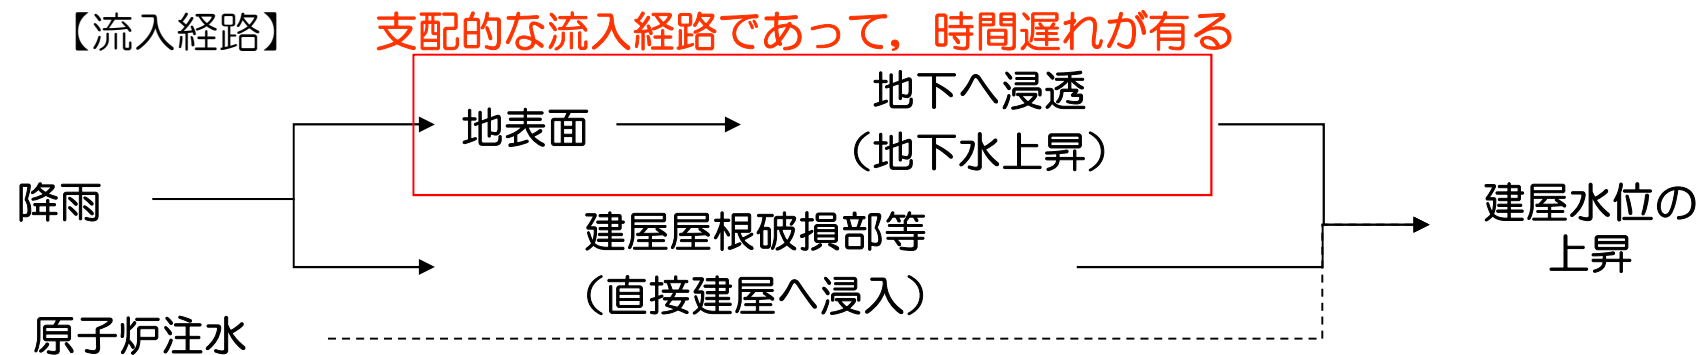 【流入経路】
支配的な流入経路であって，時間遅れが有る
地表面
地下へ浸透
（地下水上昇）
降雨
建屋屋根破損部等
（直接建屋へ浸入）
原子炉注水
建屋水位の
上昇